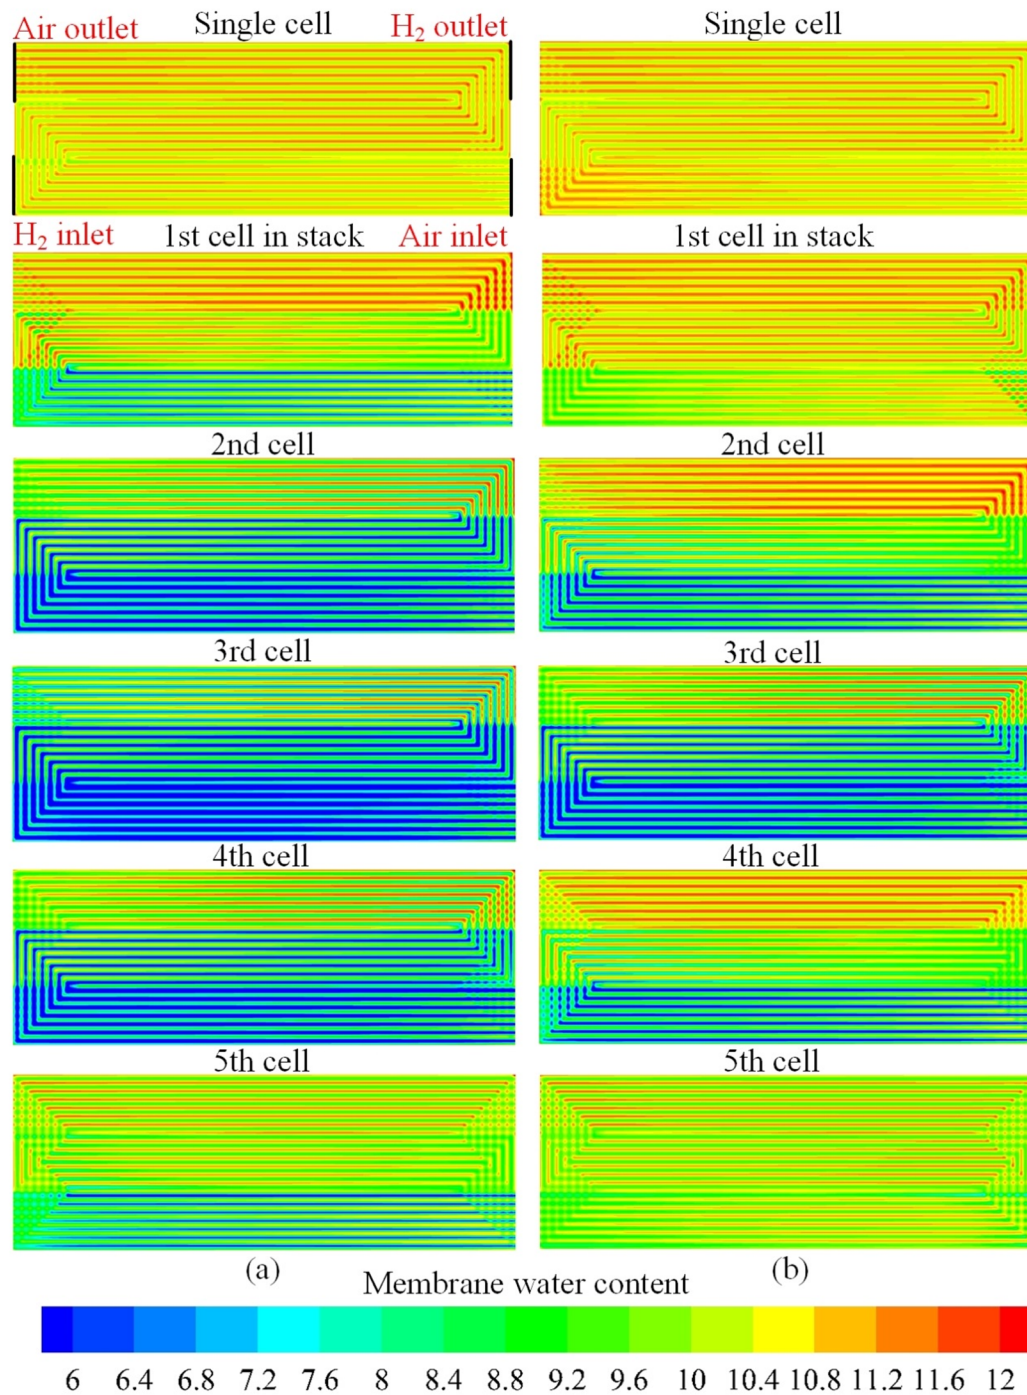 Air outlet Single cell H₂ outlet Single cell
H₂ inlet 1st cell in stack Air inlet 1st cell in stack
2nd cell 2nd cell
3rd cell 3rd cell
4th cell 4th cell
5th cell 5th cell
(a) (b)
Membrane water content
6 6.4 6.8 7.2 7.6 8 8.4 8.8 9.2 9.6 10 10.4 10.8 11.2 11.6 12